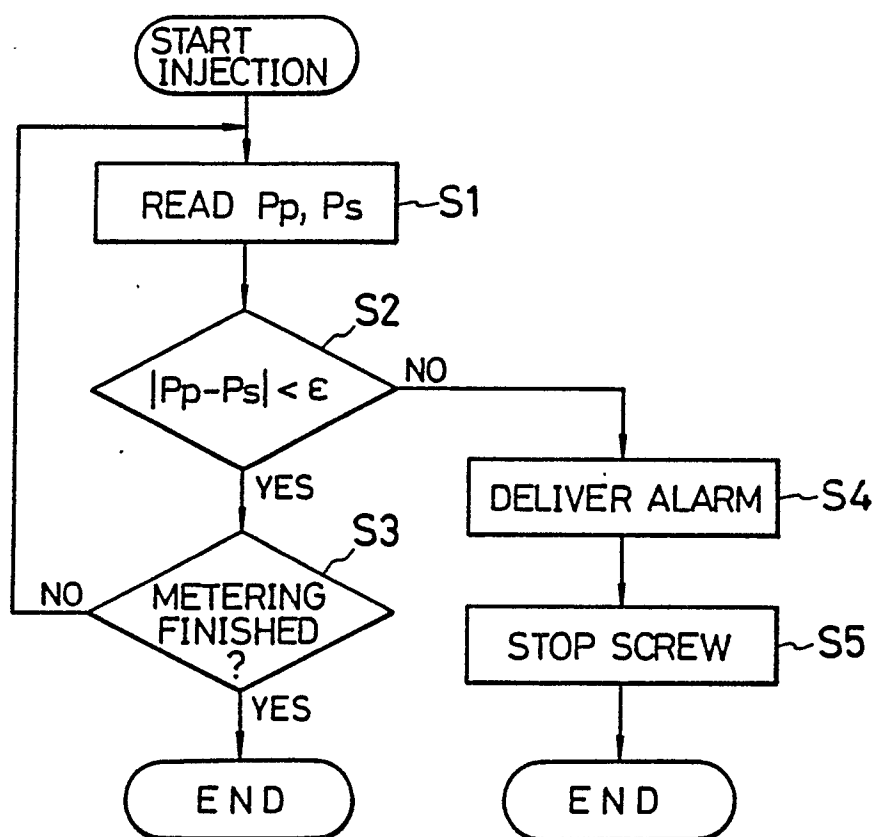 START
INJECTION
READ Pp, Ps
S1
S2
|Pp-Ps| < ε
NO
YES
S3
METERING
FINISHED
?
NO
YES
END
DELIVER ALARM
S4
STOP SCREW
S5
END